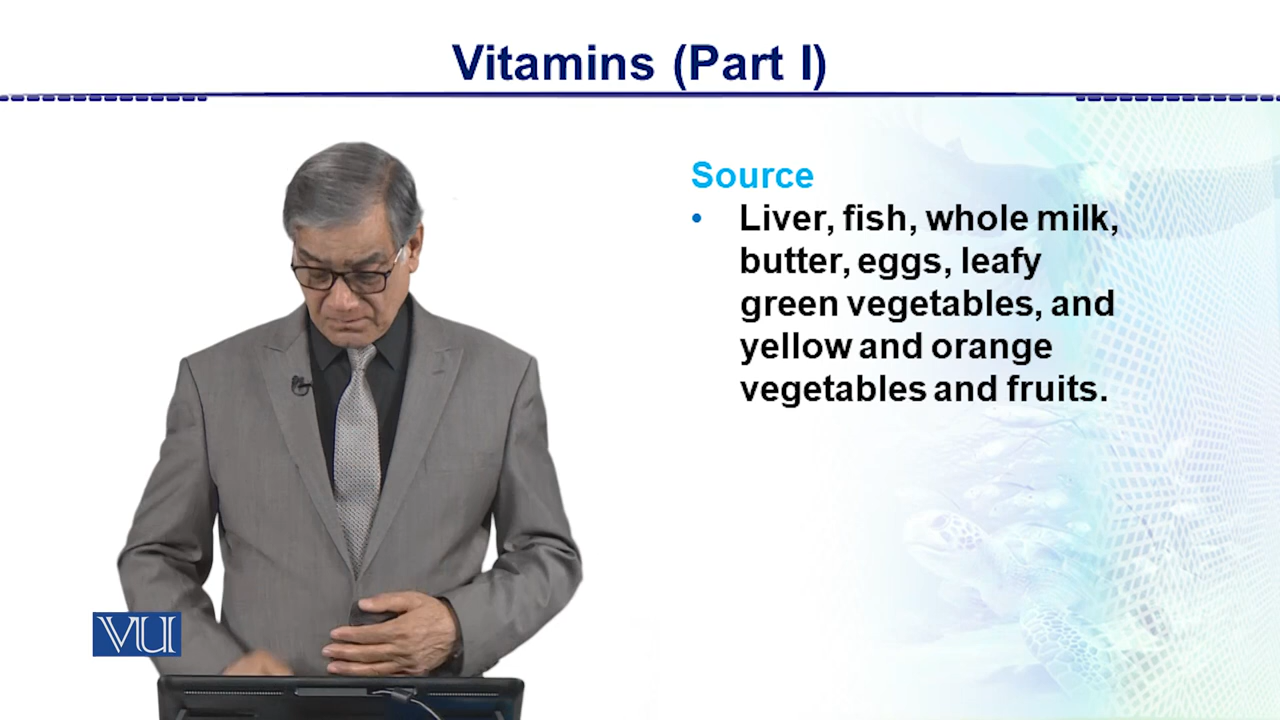 Vitamins (Part I)
Source
• Liver, fish, whole milk,
butter, eggs, leafy
green vegetables, and
yellow and orange
vegetables and fruits.
VU